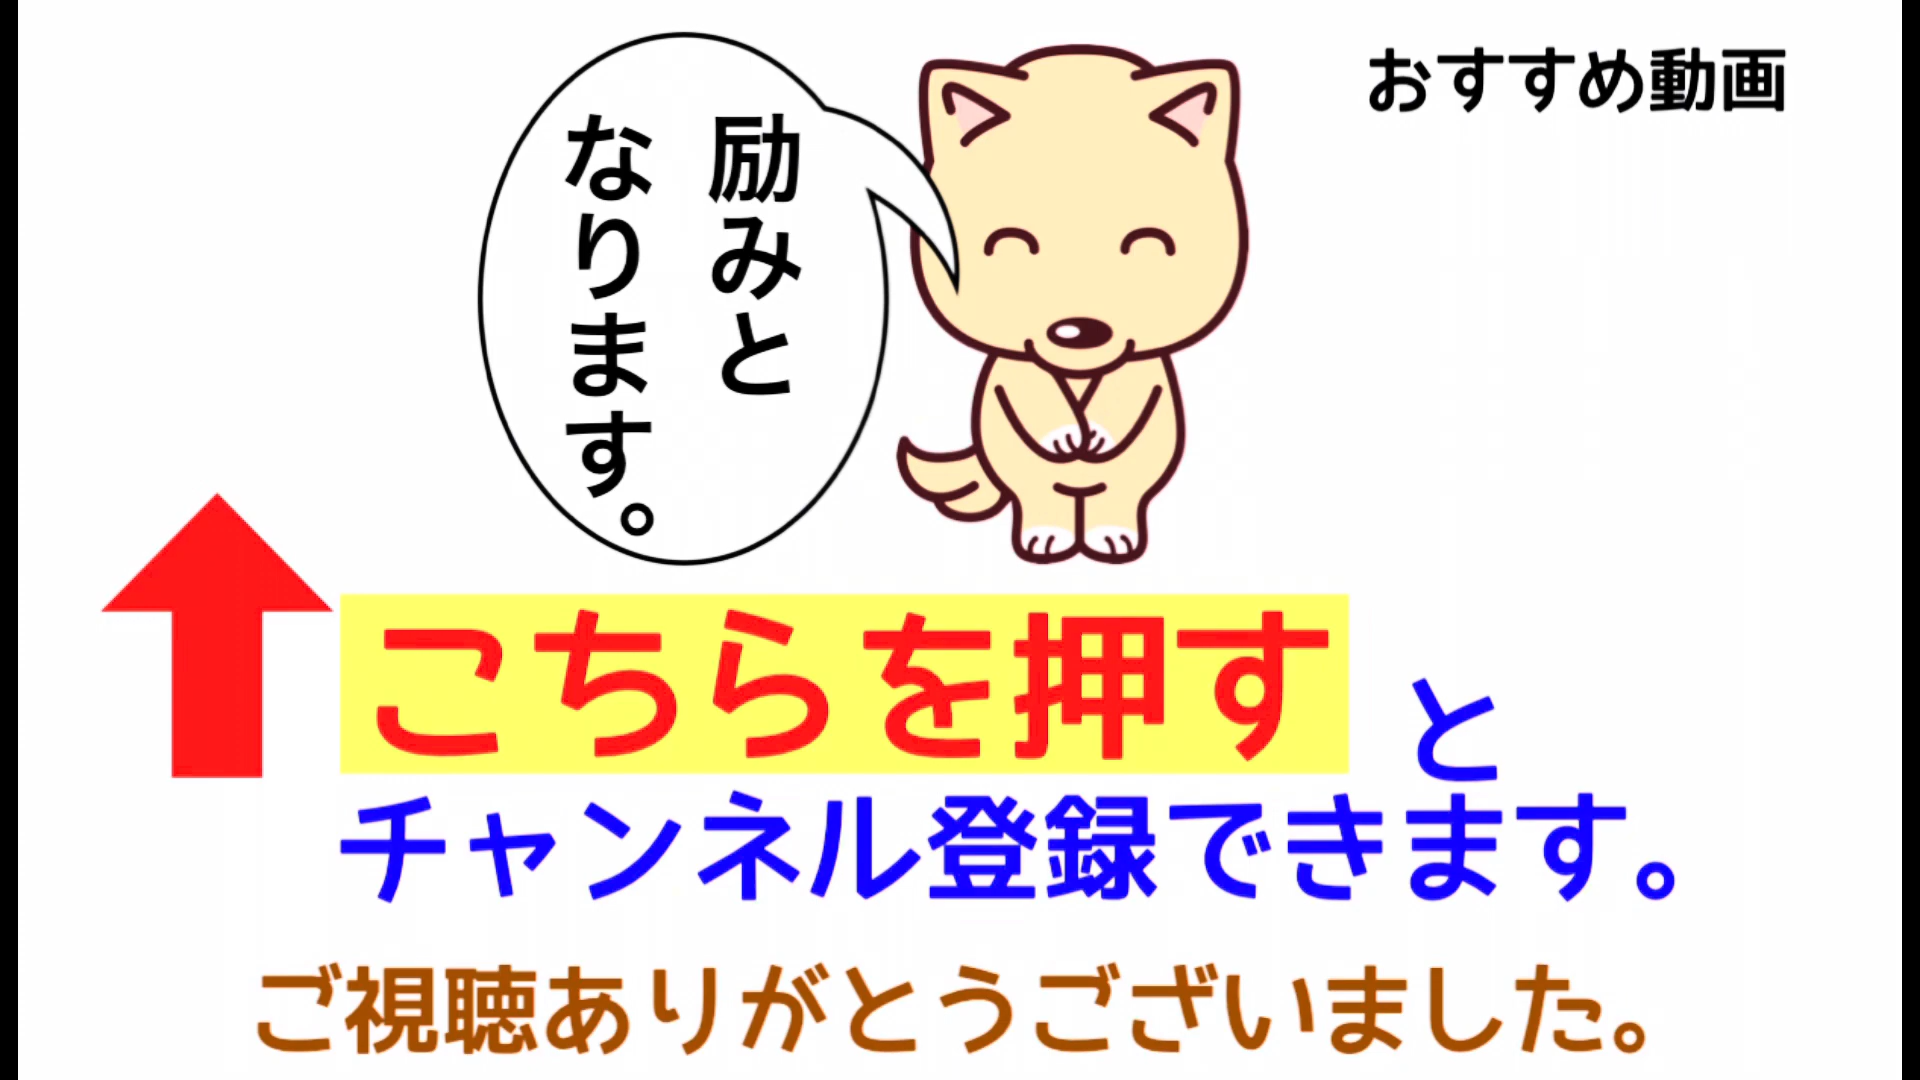 励みと
なります。
おすすめ動画
こちらを押すと
チャンネル登録できます。
ご視聴ありがとうございました。